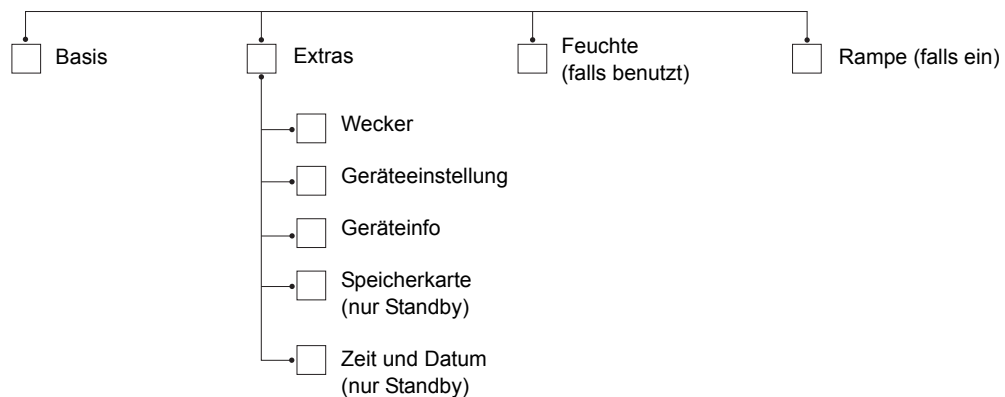 Basis
Extras
Feuchte
(falls benutzt)
Rampe (falls ein)
Wecker
Geräteeinstellung
Geräteinfo
Speicherkarte
(nur Standby)
Zeit und Datum
(nur Standby)